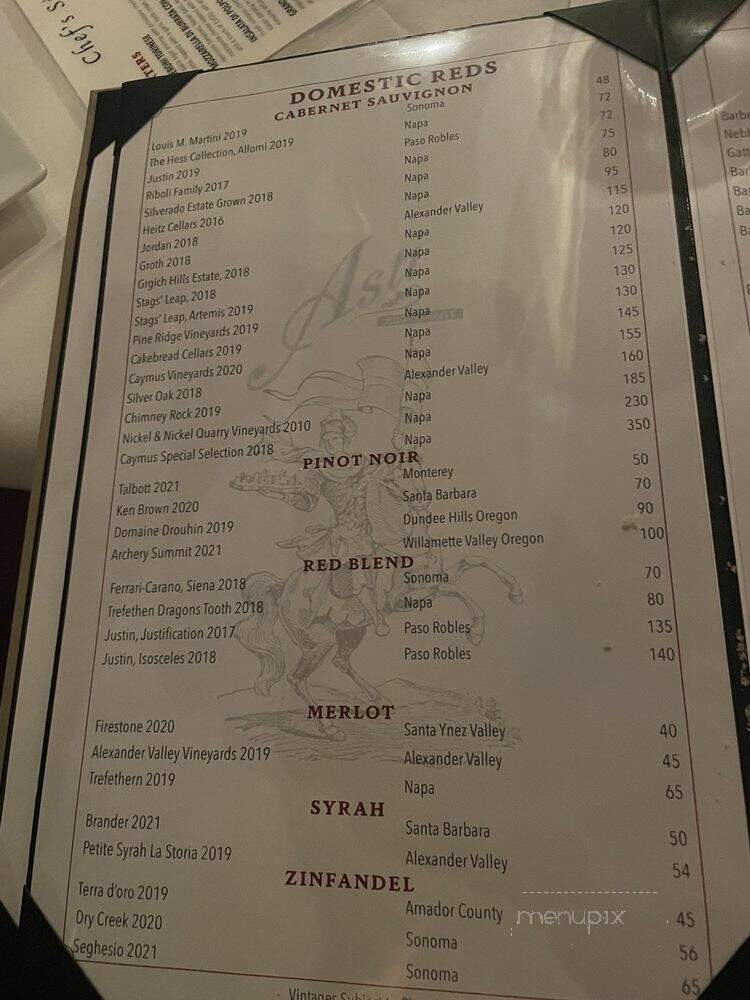 DOMESTIC REDS
CABERNET SAUVIGNON
Louis M. Martini 2019 Sonoma 48
The Hess Collection, Allomi 2019 Napa 72
Justin 2019 Paso Robles 72
Riboli Family 2017 Napa 75
Silverado Estate Grown 2018 Napa 80
Heitz Cellars 2016 Napa 95
Jordan 2018 Alexander Valley 115
Groth 2018 Napa 120
Grgich Hills Estate, 2018 Napa 120
Stags' Leap, 2018 Napa 125
Stags' Leap, Artemis 2019 Napa 130
Pine Ridge Vineyards 2019 Napa 130
Cakebread Cellars 2019 Napa 145
Caymus Vineyards 2020 Napa 155
Silver Oak 2018 Alexander Valley 160
Chimney Rock 2019 Napa 185
Nickel & Nickel Quarry Vineyards 2010 Napa 230
Caymus Special Selection 2018 Napa 350
PINOT NOIR
Talbott 2021 Monterey 50
Ken Brown 2020 Santa Barbara 70
Domaine Drouhin 2019 Dundee Hills Oregon 90
Archery Summit 2021 Willamette Valley Oregon 100
RED BLEND
Ferrari-Carano, Siena 2018 Sonoma 70
Trefethen Dragons Tooth 2018 Napa 80
Justin, Justification 2017 Paso Robles 135
Justin, Isosceles 2018 Paso Robles 140
MERLOT
Firestone 2020 Santa Ynez Valley 40
Alexander Valley Vineyards 2019 Alexander Valley 45
Trefethern 2019 Napa 65
SYRAH
Brander 2021 Santa Barbara 50
Petite Syrah La Storia 2019 Alexander Valley 54
ZINFANDEL
Terra d'oro 2019 Amador County 45
Dry Creek 2020 Sonoma 56
Seghesio 2021 Sonoma 65
menupix